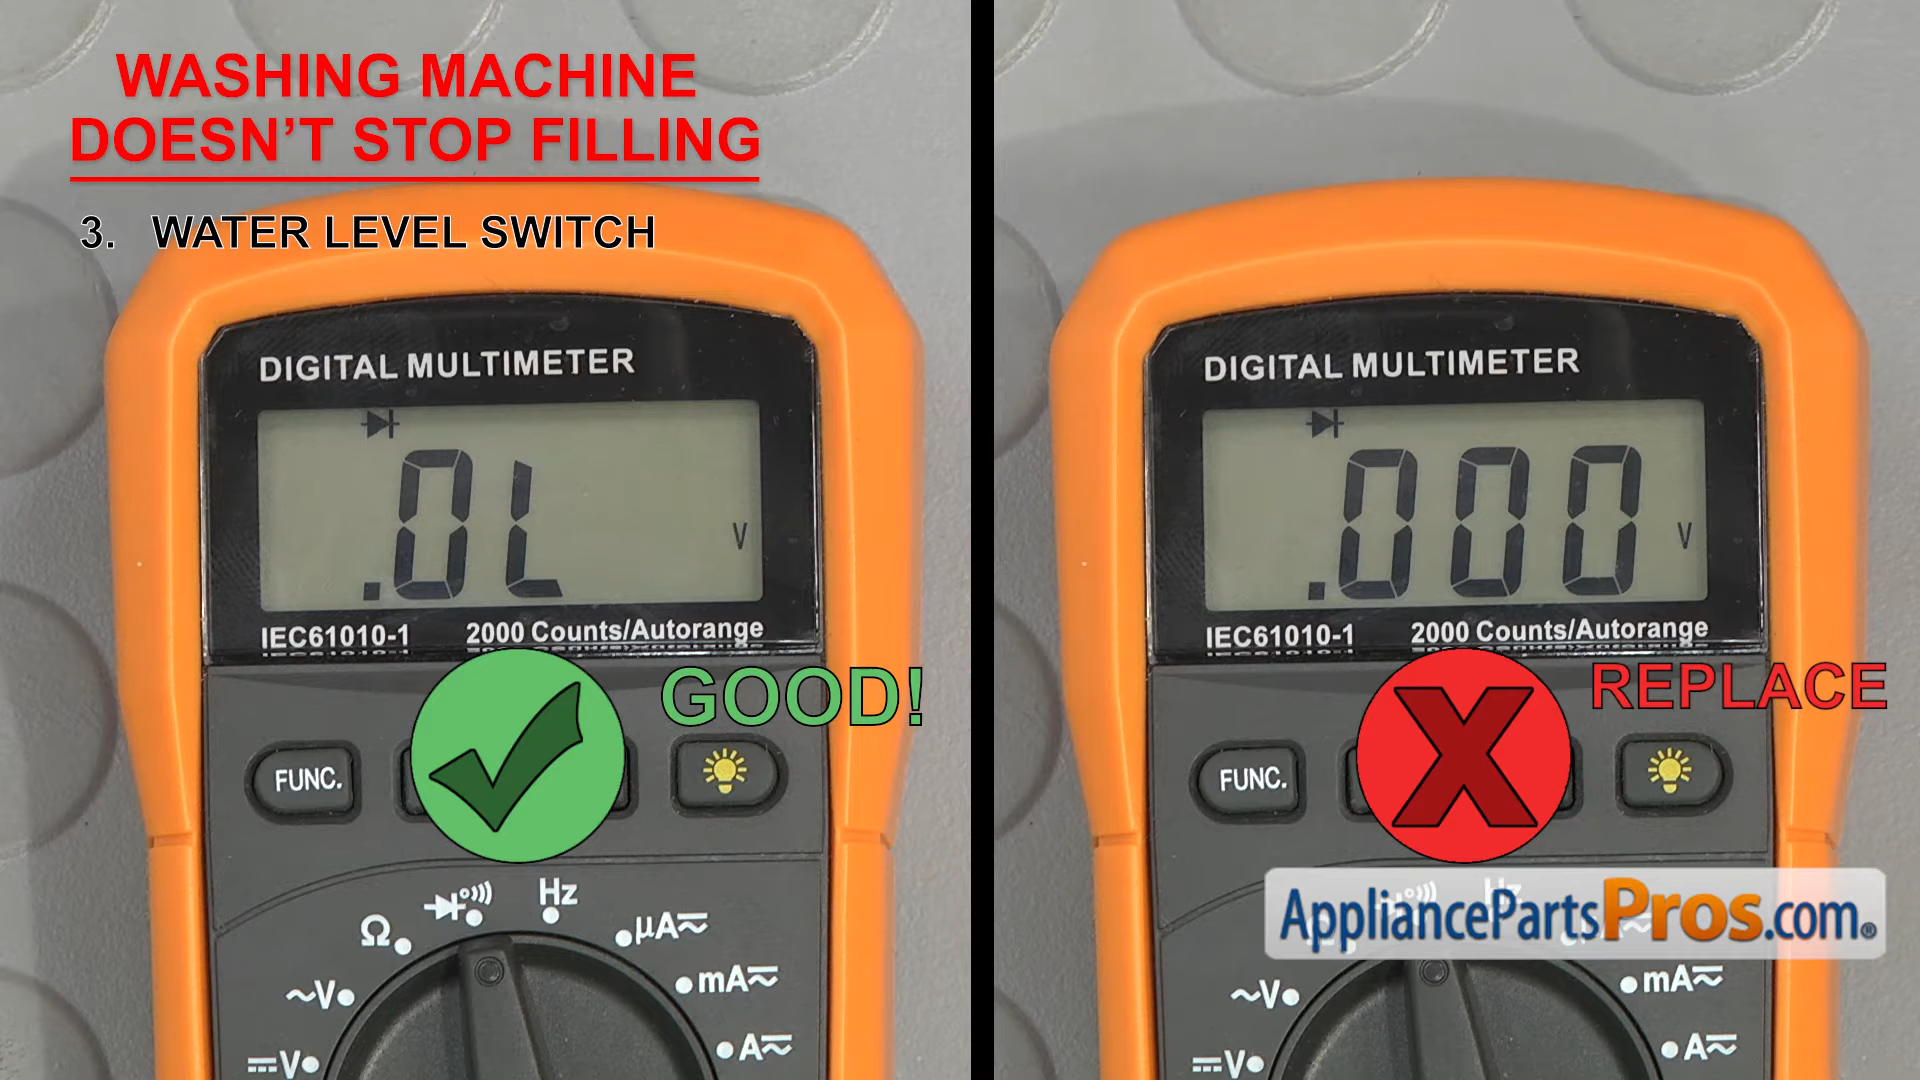 WASHING MACHINE
DOESN’T STOP FILLING
3. WATER LEVEL SWITCH
DIGITAL MULTIMETER
.0L
V
IEC61010-1 2000 Counts/Autorange
GOOD!
FUNC.
Hz
Ω
µA
~V
mA
V
A
DIGITAL MULTIMETER
.000
V
IEC61010-1 2000 Counts/Autorange
REPLACE
FUNC.
Hz
AppliancePartsPros.com®
~V
mA
V
A